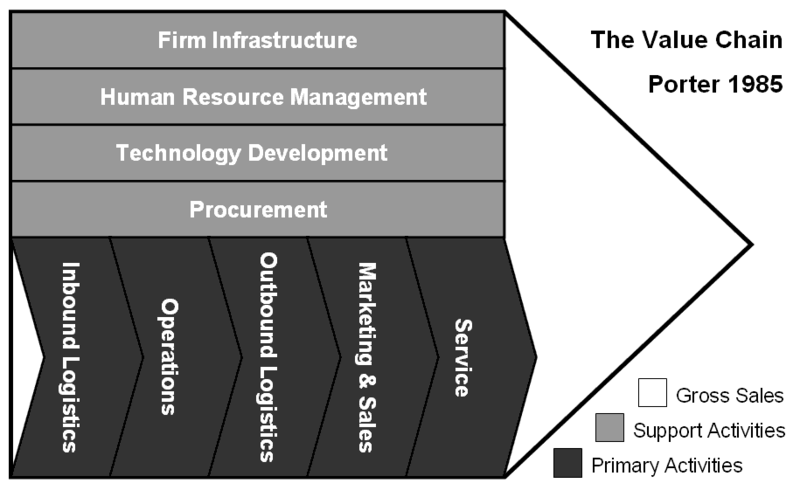 Firm Infrastructure
Human Resource Management
Technology Development
Procurement
Inbound Logistics
Operations
Outbound Logistics
Marketing & Sales
Service
The Value Chain
Porter 1985
Gross Sales
Support Activities
Primary Activities